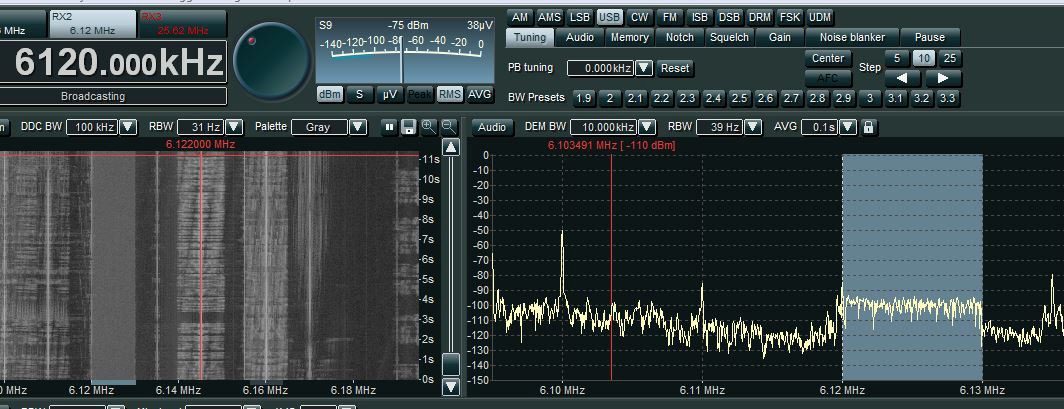 RX2
RX3
MHz
6.12 MHz
25.62 MHz
6120.000kHz
Broadcasting
S9
-75 dBm
38µV
-140 -120 -100 -80 -60 -40 -20 0
dBm S µV Peak RMS AVG
AM AMS LSB USB CW FM ISB DSB DRM FSK UDM
Tuning Audio Memory Notch Squelch Gain Noise blanker Pause
PB tuning 0.000kHz Reset
Center
AFC
Step
5 10 25
BW Presets 1.9 2 2.1 2.2 2.3 2.4 2.5 2.6 2.7 2.8 2.9 3 3.1 3.2 3.3
DDC BW 100 kHz RBW 31 Hz Palette Gray
Audio DEM BW 10.000kHz RBW 39 Hz AVG 0.1s
6.122000 MHz
11s
10s
9s
8s
7s
6s
5s
4s
3s
2s
1s
0s
MHz 6.12 MHz 6.14 MHz 6.16 MHz 6.18 MHz
6.103491 MHz [ -110 dBm]
0
-10
-20
-30
-40
-50
-60
-70
-80
-90
-100
-110
-120
-130
-140
-150
6.10 MHz 6.11 MHz 6.12 MHz 6.13 MHz